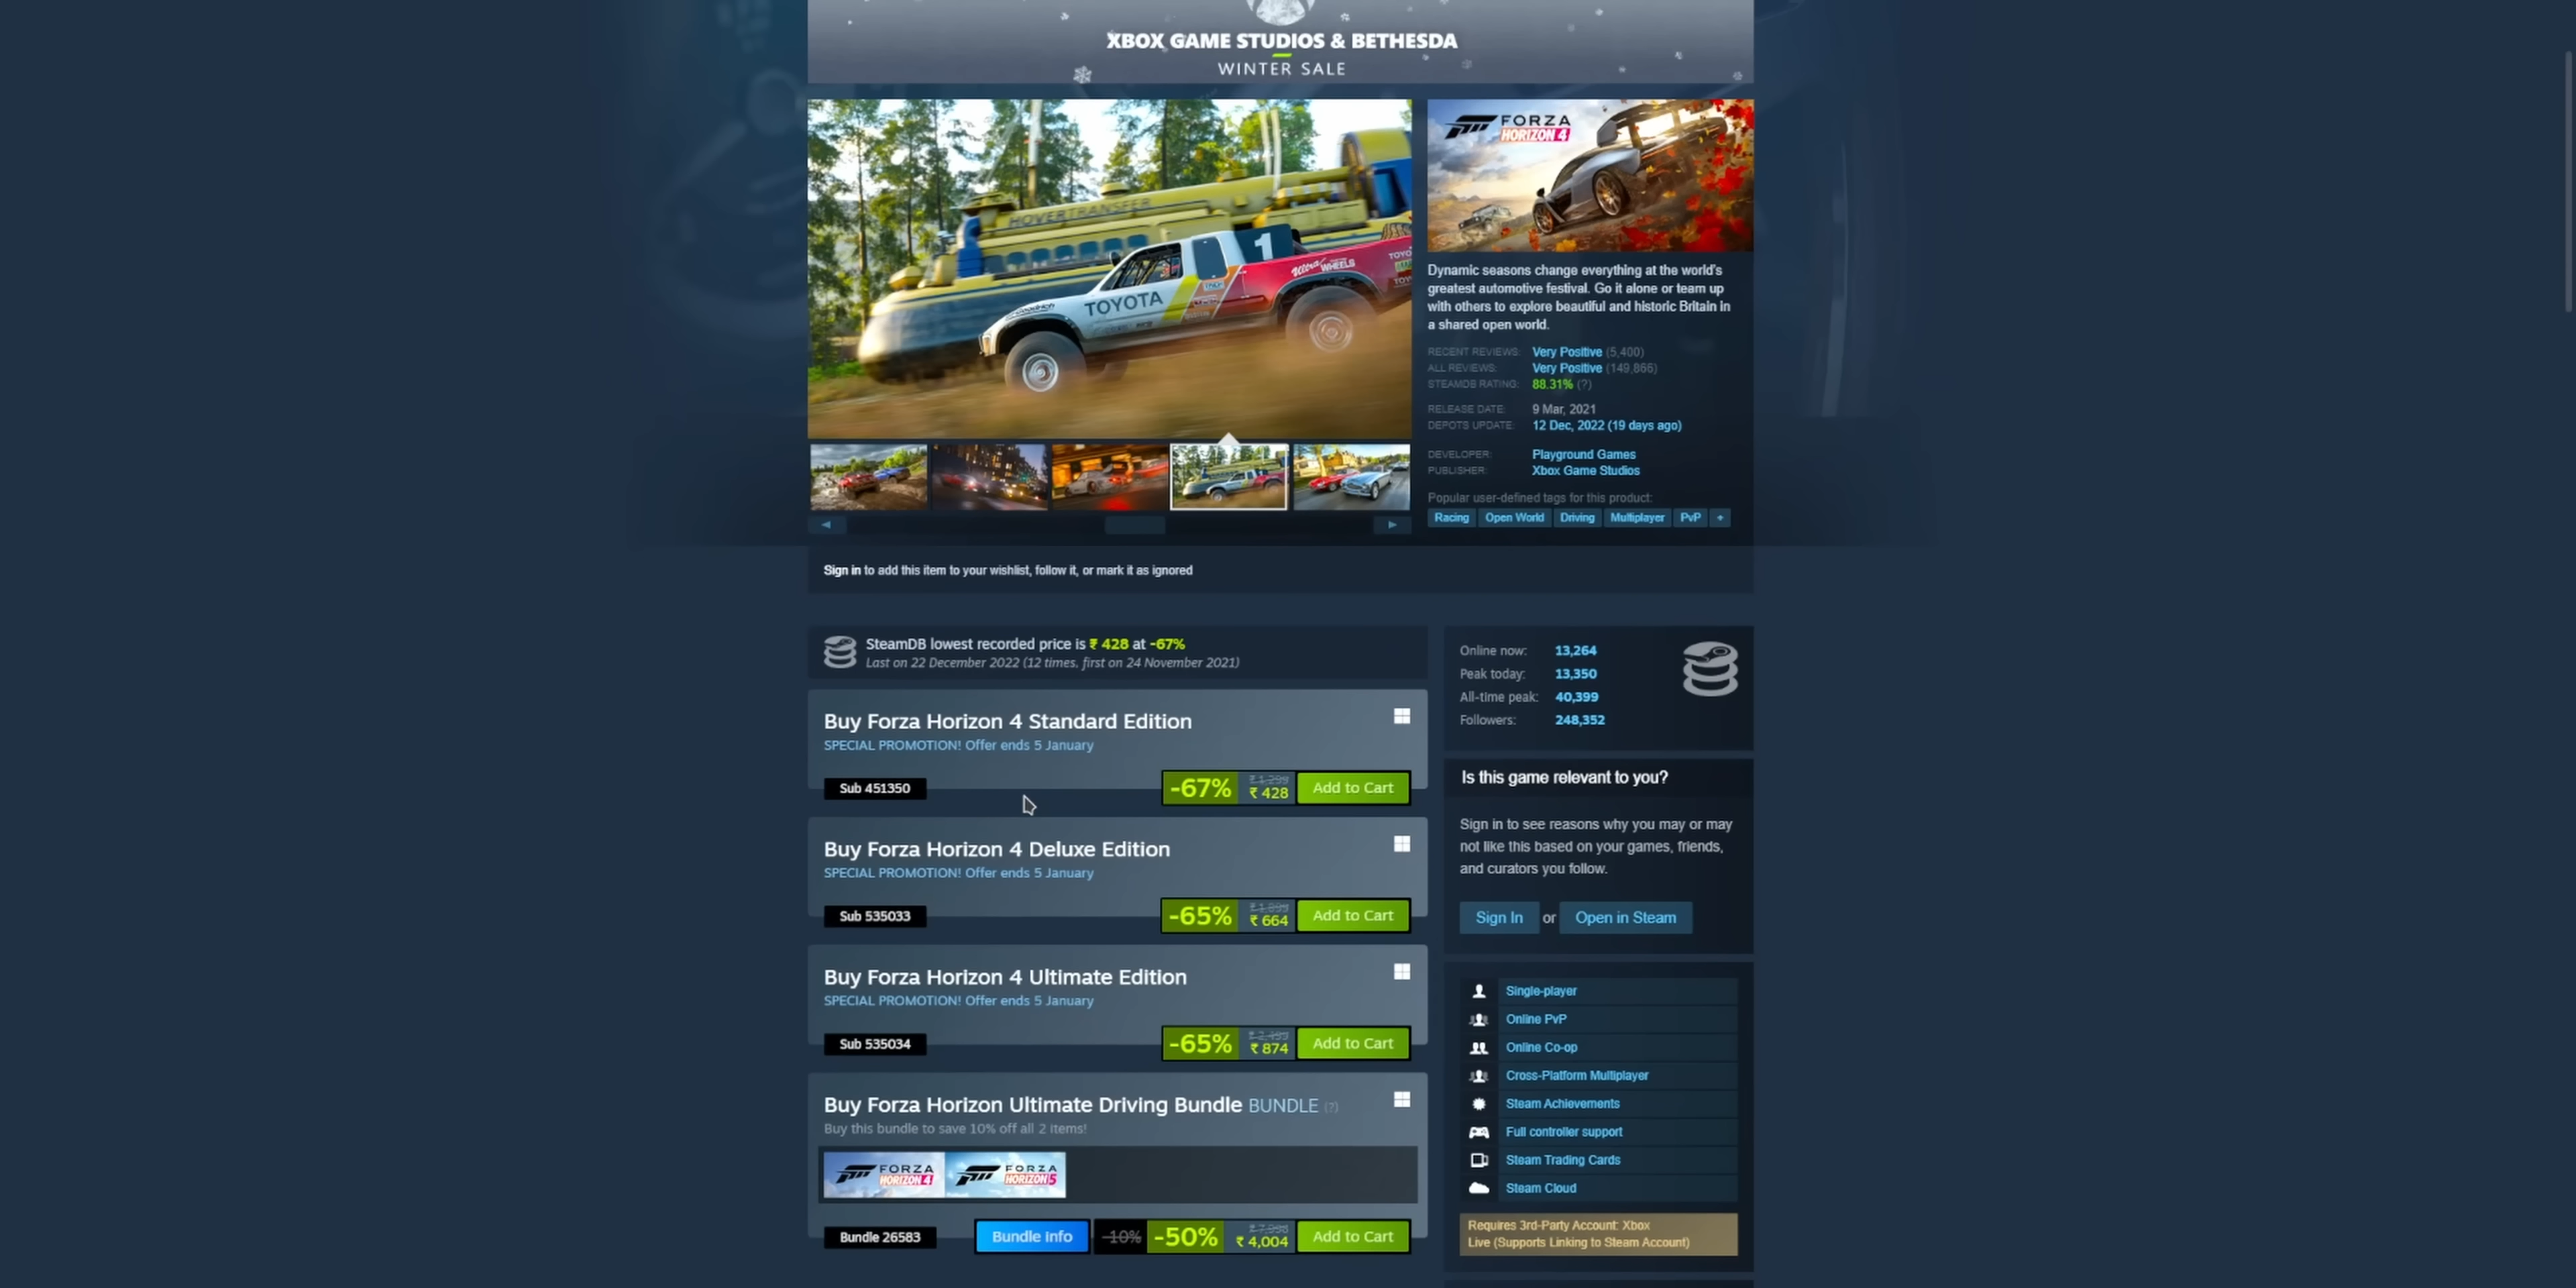 XBOX GAME STUDIOS & BETHESDA
WINTER SALE
HOVERTRANSFER
1
TOYOTA
Ultra WHEELS
TOYO
FORZA
HORIZON 4
Dynamic seasons change everything at the world's
greatest automotive festival. Go it alone or team up
with others to explore beautiful and historic Britain in
a shared open world.
RECENT REVIEWS: Very Positive (5,400)
ALL REVIEWS: Very Positive (149,866)
STEAMDB RATING: 88.31% (?)
RELEASE DATE: 9 Mar, 2021
DEPOTS UPDATE: 12 Dec, 2022 (19 days ago)
DEVELOPER: Playground Games
PUBLISHER: Xbox Game Studios
Popular user-defined tags for this product:
Racing Open World Driving Multiplayer PvP +
Sign in to add this item to your wishlist, follow it, or mark it as ignored
SteamDB lowest recorded price is ₹ 428 at -67%
Last on 22 December 2022 (12 times, first on 24 November 2021)
Buy Forza Horizon 4 Standard Edition
SPECIAL PROMOTION! Offer ends 5 January
Sub 451350
-67% ₹ 1,299 ₹ 428 Add to Cart
Buy Forza Horizon 4 Deluxe Edition
SPECIAL PROMOTION! Offer ends 5 January
Sub 535033
-65% ₹ 1,899 ₹ 664 Add to Cart
Buy Forza Horizon 4 Ultimate Edition
SPECIAL PROMOTION! Offer ends 5 January
Sub 535034
-65% ₹ 2,499 ₹ 874 Add to Cart
Buy Forza Horizon Ultimate Driving Bundle BUNDLE (?)
Buy this bundle to save 10% off all 2 items!
FORZA HORIZON 4
FORZA HORIZON 5
Bundle 26583
Bundle info -10% -50% ₹ 7,998 ₹ 4,004 Add to Cart
Online now: 13,264
Peak today: 13,350
All-time peak: 40,399
Followers: 248,352
Is this game relevant to you?
Sign in to see reasons why you may or may
not like this based on your games, friends,
and curators you follow.
Sign In or Open in Steam
Single-player
Online PvP
Online Co-op
Cross-Platform Multiplayer
Steam Achievements
Full controller support
Steam Trading Cards
Steam Cloud
Requires 3rd-Party Account: Xbox
Live (Supports Linking to Steam Account)